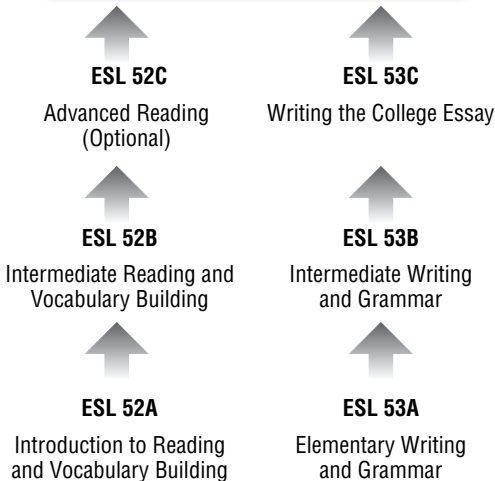 ESL 52C
Advanced Reading
(Optional)
ESL 53C
Writing the College Essay
ESL 52B
Intermediate Reading and
Vocabulary Building
ESL 53B
Intermediate Writing
and Grammar
ESL 52A
Introduction to Reading
and Vocabulary Building
ESL 53A
Elementary Writing
and Grammar